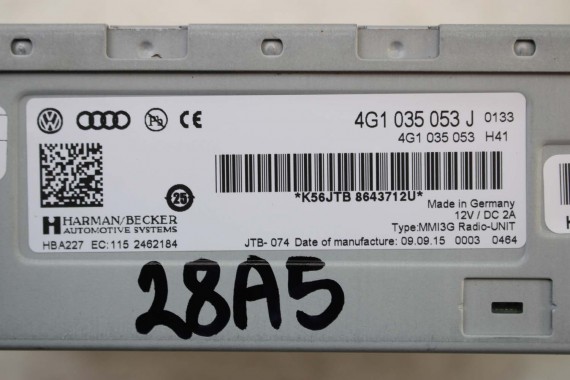 4G1 035 053 J 0133
4G1 035 053 H41
*K56JTB 8643712U*
25
Made in Germany
12V / DC 2A
Type:MMI3G Radio-UNIT
HARMAN/BECKER
AUTOMOTIVE SYSTEMS
HBA227 EC:115 2462184
JTB- 074 Date of manufacture: 09.09.15 0003 0464
28A5